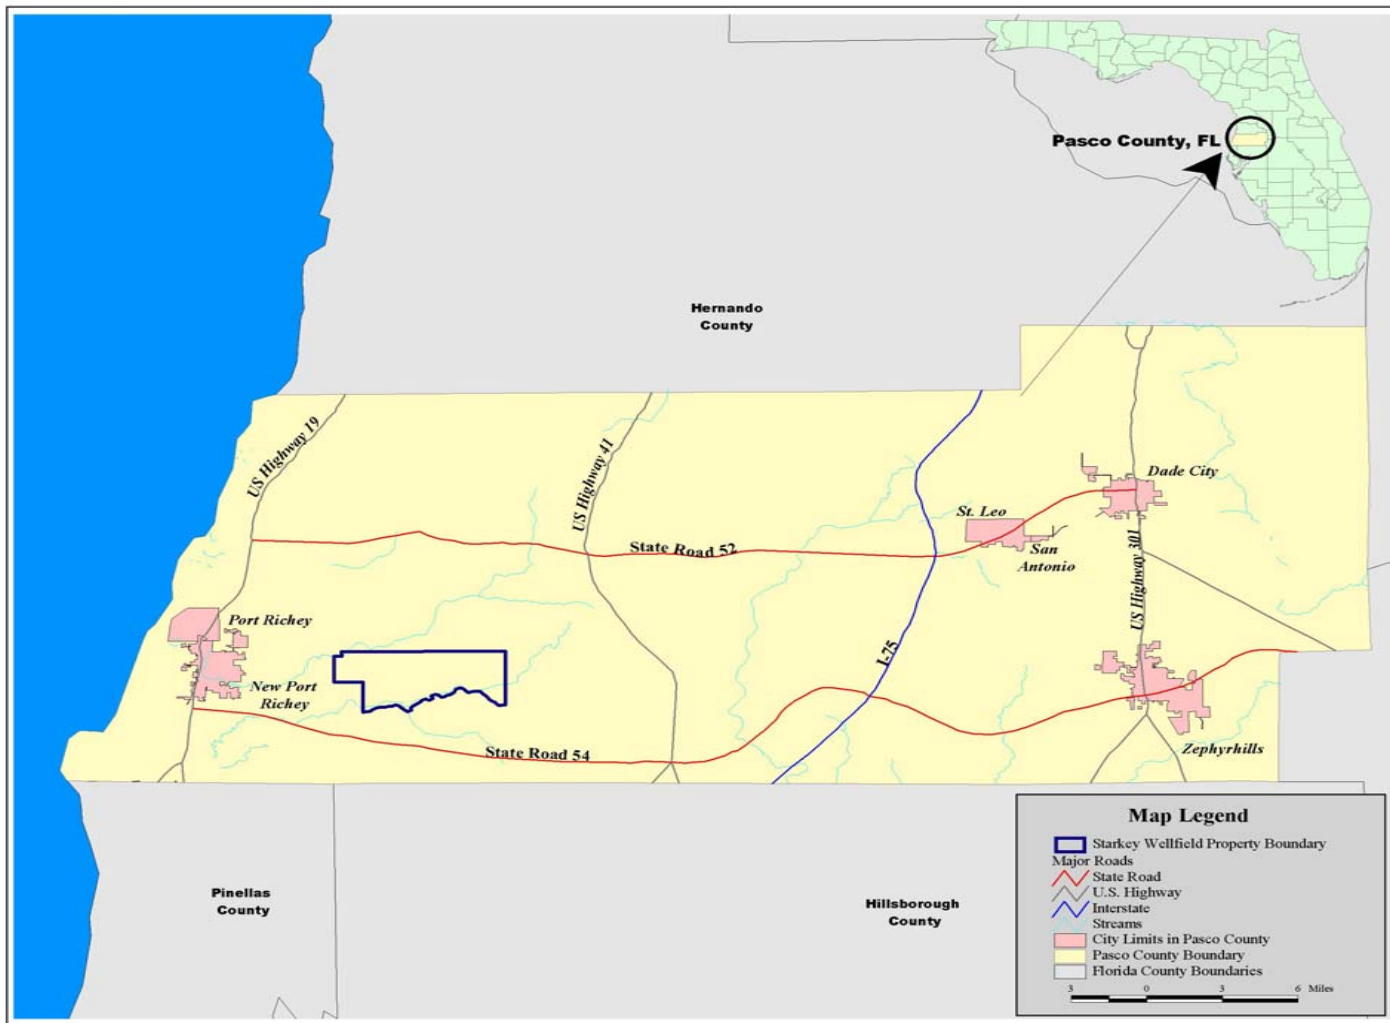 Pasco County, FL
Hernando
County
US Highway 19
US Highway 41
Dade City
St. Leo
State Road 52
San
Antonio
US Highway 301
Port Richey
I-75
New Port
Richey
State Road 54
Zephyrhills
Pinellas
County
Hillsborough
County
Map Legend
Starkey Wellfield Property Boundary
Major Roads
State Road
U.S. Highway
Interstate
Streams
City Limits in Pasco County
Pasco County Boundary
Florida County Boundaries
3 0 3 6 Miles